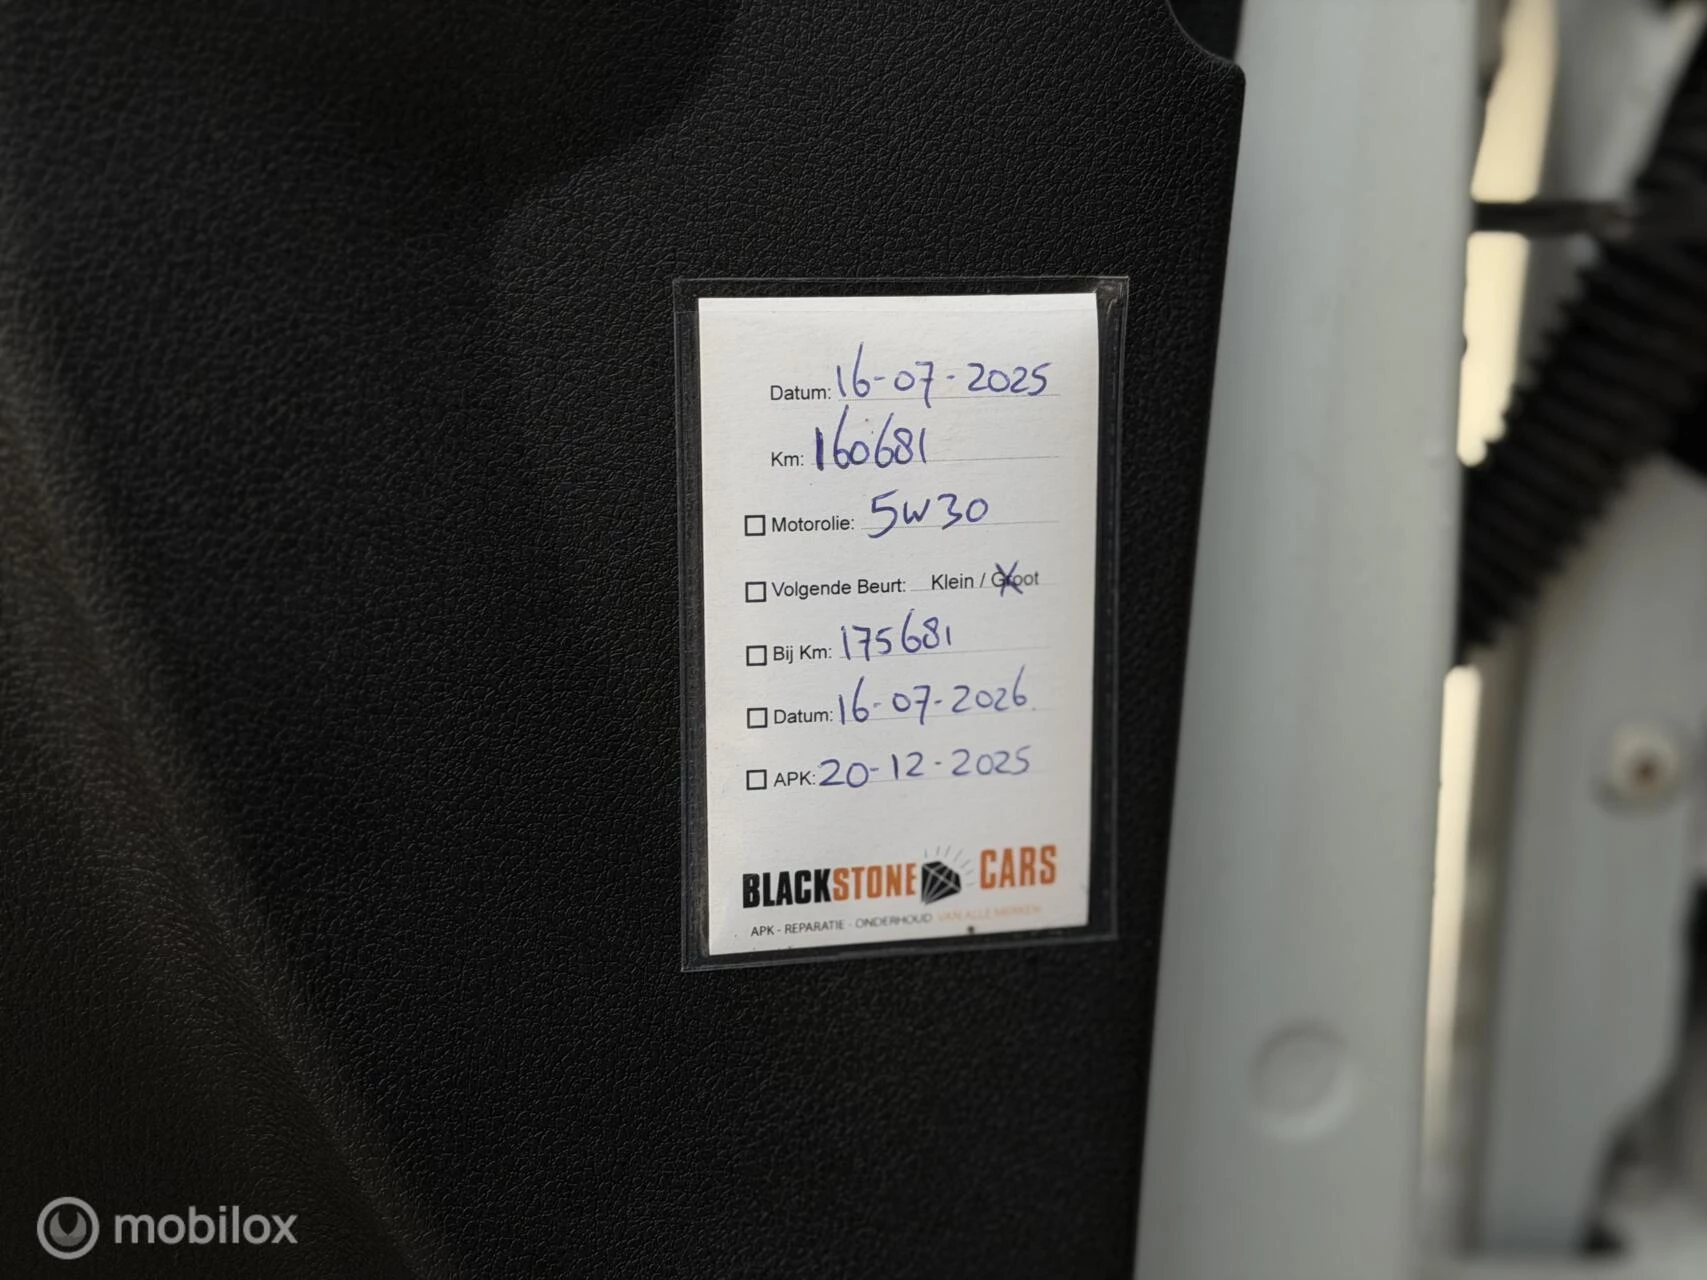 Datum: 16-07-2025
Km: 160681
Motorolie: 5W30
Volgende Beurt: Klein / Groot
Bij Km: 175681
Datum: 16-07-2026
APK: 20-12-2025
BLACKSTONE CARS
APK - REPARATIE - ONDERHOUD VAN ALLE MERKEN
mobilox